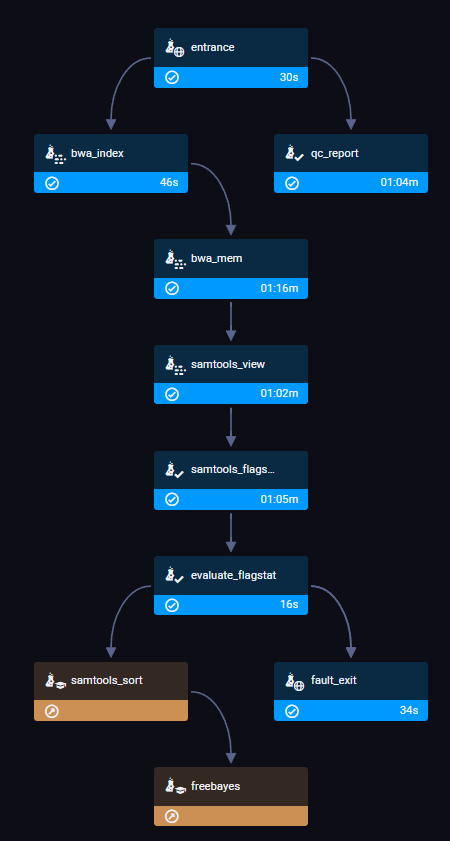 entrance
30s
bwa_index
46s
qc_report
01:04m
bwa_mem
01:16m
samtools_view
01:02m
samtools_flags...
01:05m
evaluate_flagstat
16s
samtools_sort
fault_exit
34s
freebayes